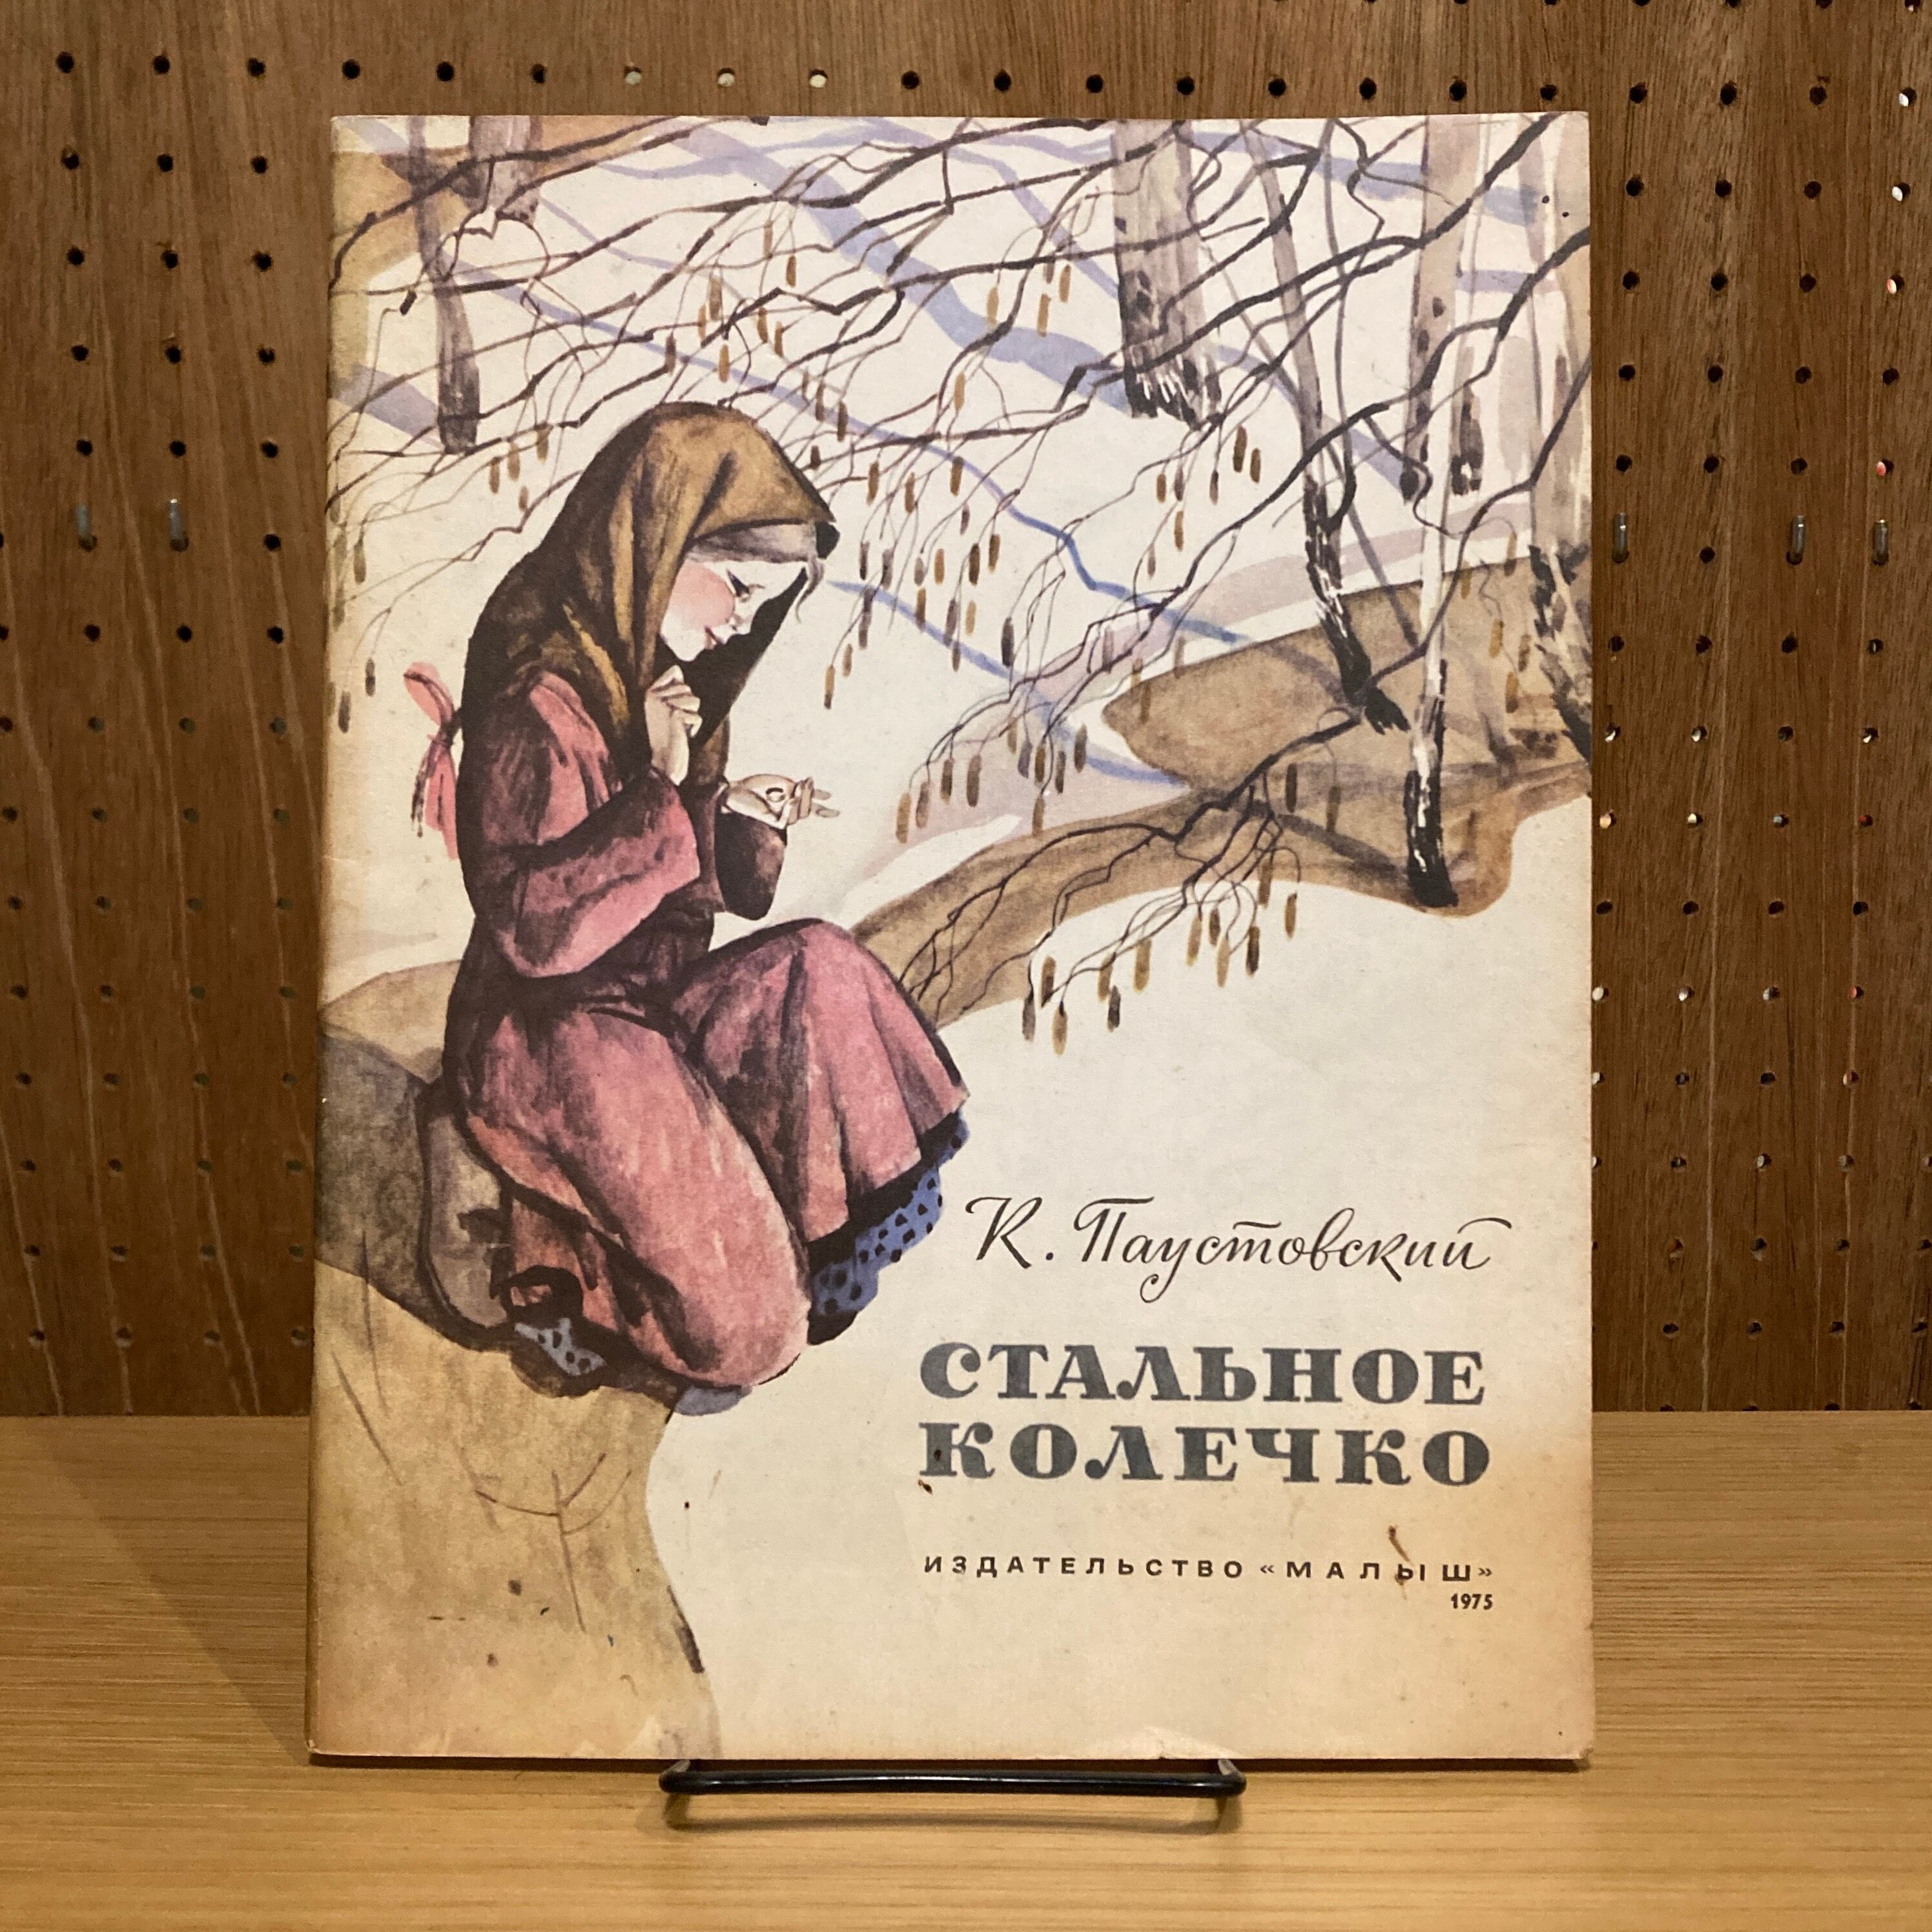 К. Паустовский
СТАЛЬНОЕ
КОЛЕЧКО
ИЗДАТЕЛЬСТВО «МАЛЫШ»
1975